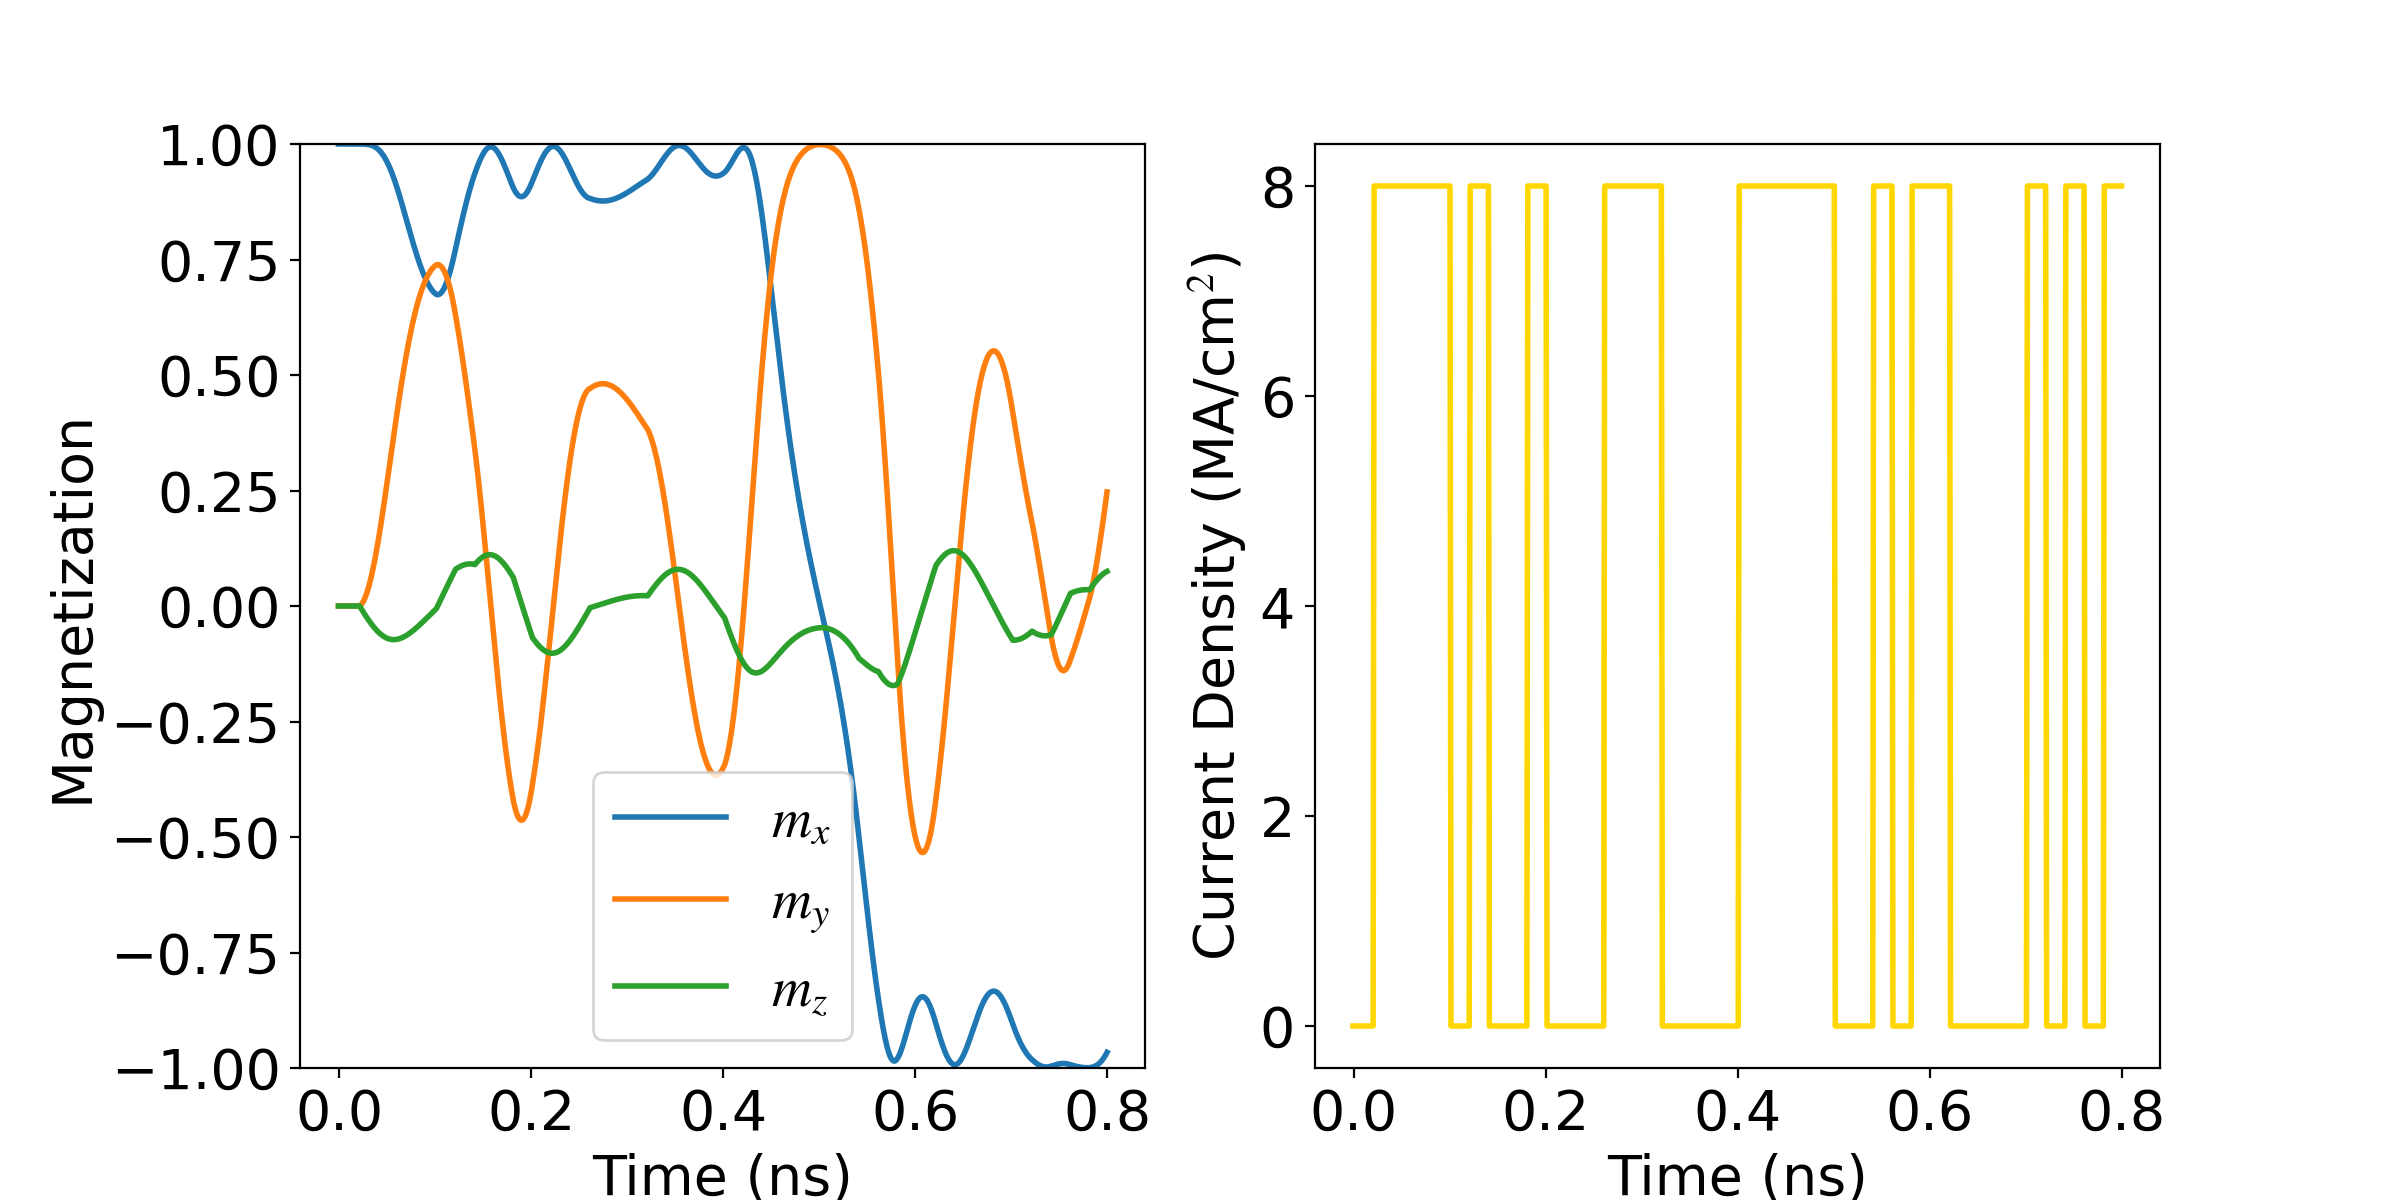 Magnetization
1.00
0.75
0.50
0.25
0.00
−0.25
−0.50
−0.75
−1.00
0.0 0.2 0.4 0.6 0.8
Time (ns)
mₓ
m_y
m_z
Current Density (MA/cm²)
8
6
4
2
0
0.0 0.2 0.4 0.6 0.8
Time (ns)